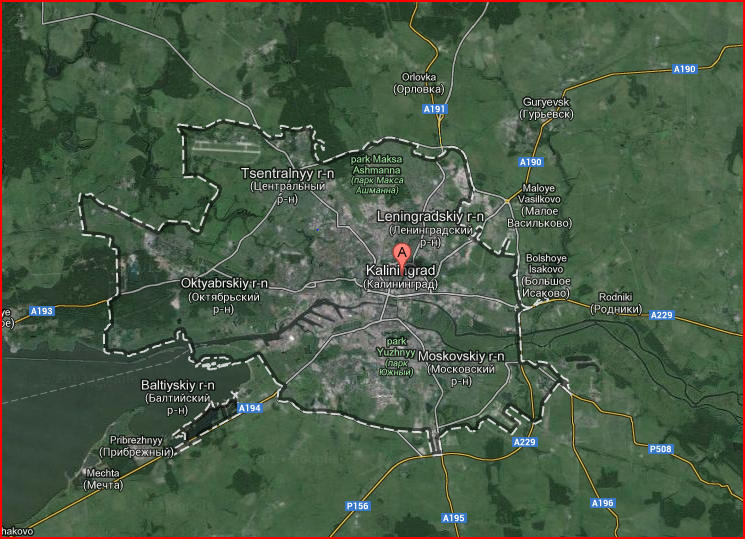 Orlovka
(Орловка)
A190
A191
Guryevsk
(Гурьевск)
park Maksa
Ashmanna
(парк Макса
Ашманна)
A190
Tsentralnyy r-n
(Центральный
р-н)
Maloye
Vasilkovo
(Малое
Васильково)
Leningradskiy r-n
(Ленинградский
р-н)
A
Kaliningrad
(Калининград)
Bolshoye
Isakovo
(Большое
Исаково)
Oktyabrskiy r-n
(Октябрьский
р-н)
Rodniki
(Родники)
A193
A229
park
Yuzhnyy
(парк
Южный)
Moskovskiy r-n
(Московский
р-н)
Baltiyskiy r-n
(Балтийский
р-н)
A194
Pribrezhnyy
(Прибрежный)
A229
P508
Mechta
(Мечта)
P156
A195
A196